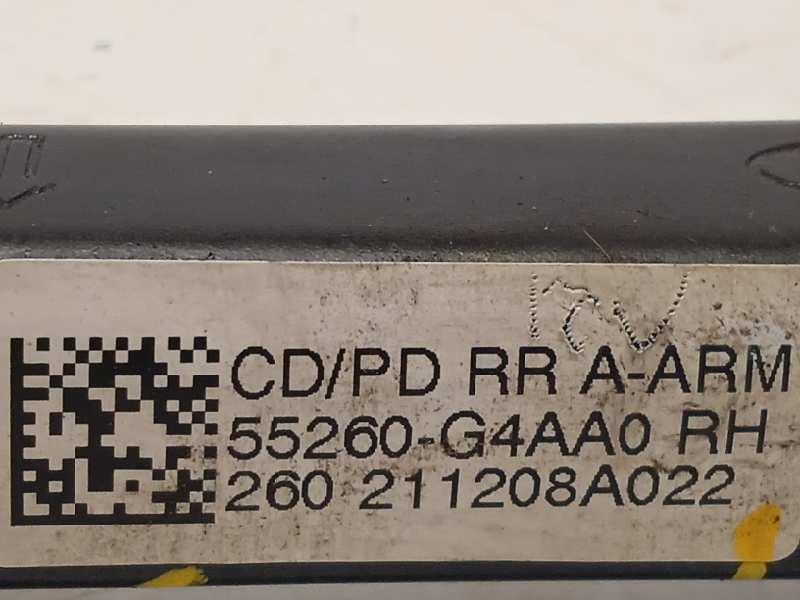 CD/PD RR A-ARM
55260-G4AA0 RH
260 211208A022